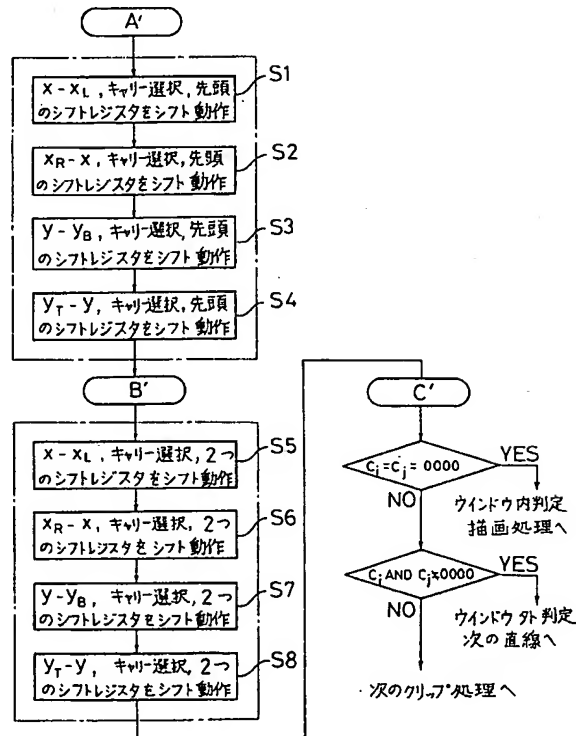 A'
x-xL, キャリー選択, 先頭
のシフトレジスタをシフト動作
S1
xR-x, キャリー選択, 先頭
のシフトレジスタをシフト動作
S2
y-yB, キャリー選択, 先頭
のシフトレジスタをシフト動作
S3
yT-y, キャリー選択, 先頭
のシフトレジスタをシフト動作
S4
B'
x-xL, キャリー選択, 2つ
のシフトレジスタをシフト動作
S5
xR-x, キャリー選択, 2つ
のシフトレジスタをシフト動作
S6
y-yB, キャリー選択, 2つ
のシフトレジスタをシフト動作
S7
yT-y, キャリー選択, 2つ
のシフトレジスタをシフト動作
S8
C'
Ci=Cj=0000
YES
NO
ウインドウ内判定
描画処理へ
Ci AND Cj≠0000
YES
NO
ウインドウ外判定
次の直線へ
次のクリップ処理へ